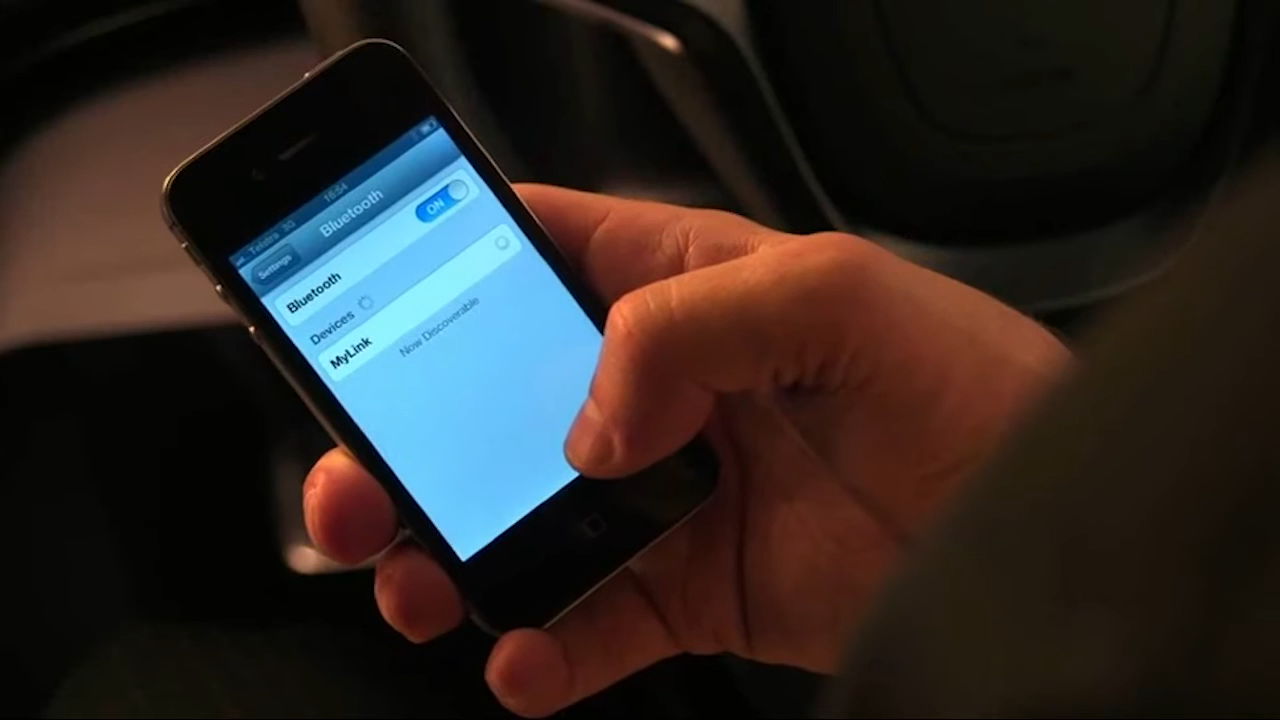 Telstra 3G 16:54
Settings
Bluetooth
Bluetooth ON
Devices
MyLink
Now Discoverable